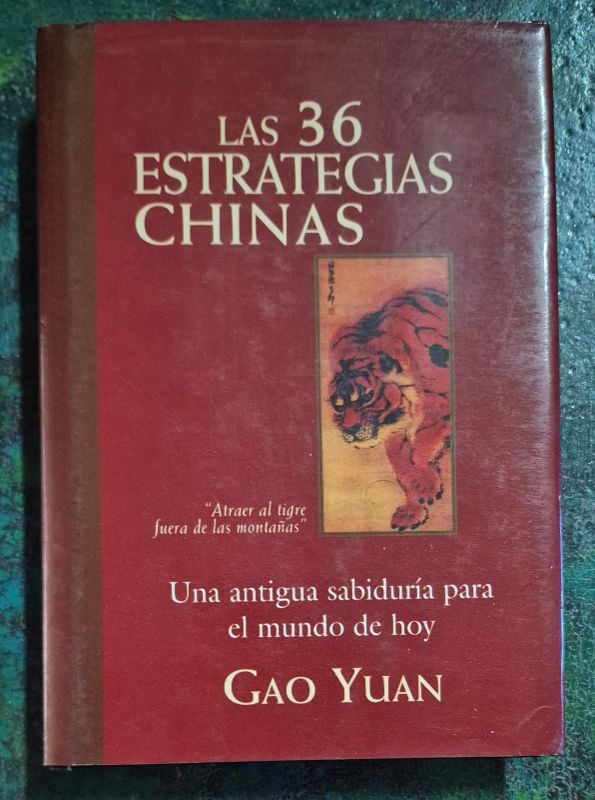 LAS 36
ESTRATEGIAS
CHINAS
"Atraer al tigre
fuera de las montañas"
Una antigua sabiduría para
el mundo de hoy
GAO YUAN